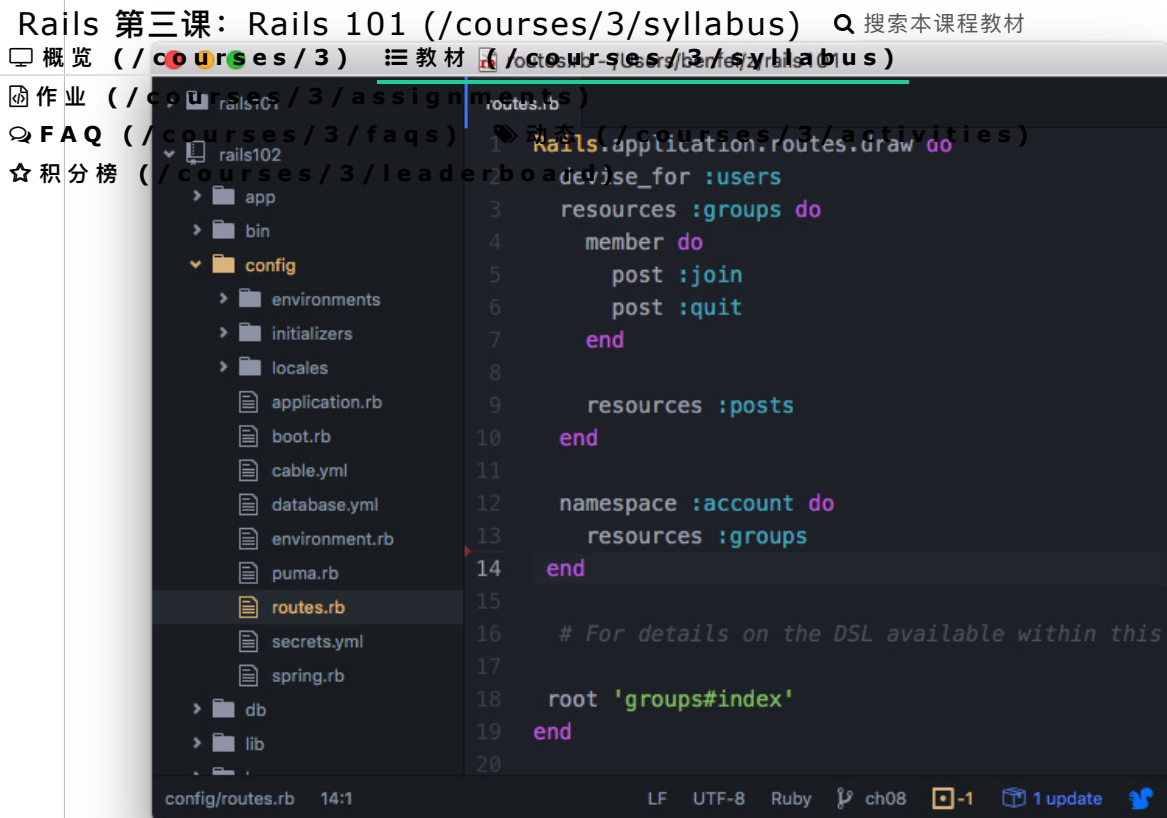 Rails 第三课：Rails 101 (/courses/3/syllabus) 搜索本课程教材
概览 (/courses/3) 教材 (/courses/3/syllabus)
routes.rb - /Users/benfei/z/rails101
作业 (/courses/3/assignments)
rails101 routes.rb
FAQ (/courses/3/faqs) 动态 (/courses/3/activities)
rails102
1 Rails.application.routes.draw do
积分榜 (/courses/3/leaderboard)
2 devise_for :users
app
3 resources :groups do
bin
4 member do
config
5 post :join
environments
6 post :quit
initializers
7 end
locales
8
application.rb
9 resources :posts
boot.rb
10 end
cable.yml
11
database.yml
12 namespace :account do
environment.rb
13 resources :groups
puma.rb
14 end
routes.rb
15
secrets.yml
16 # For details on the DSL available within this
spring.rb
17
db
18 root 'groups#index'
lib
19 end
20
config/routes.rb 14:1 LF UTF-8 Ruby ch08 -1 1 update